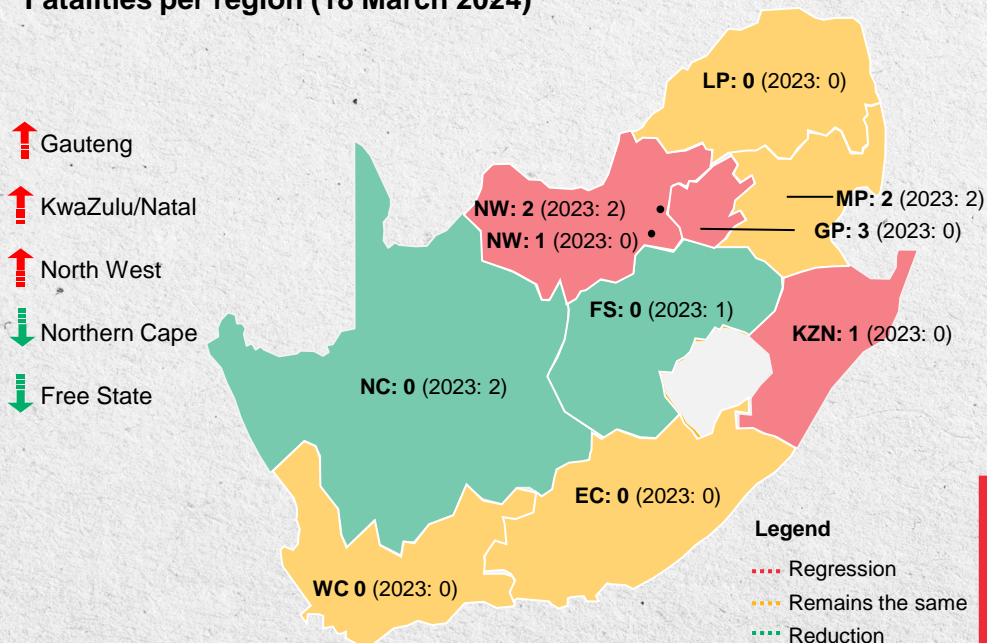 Fatalities per region (18 March 2024)
LP: 0 (2023: 0)
Gauteng
KwaZulu/Natal
North West
Northern Cape
Free State
NW: 2 (2023: 2)
NW: 1 (2023: 0)
MP: 2 (2023: 2)
GP: 3 (2023: 0)
FS: 0 (2023: 1)
KZN: 1 (2023: 0)
NC: 0 (2023: 2)
EC: 0 (2023: 0)
WC 0 (2023: 0)
Legend
Regression
Remains the same
Reduction